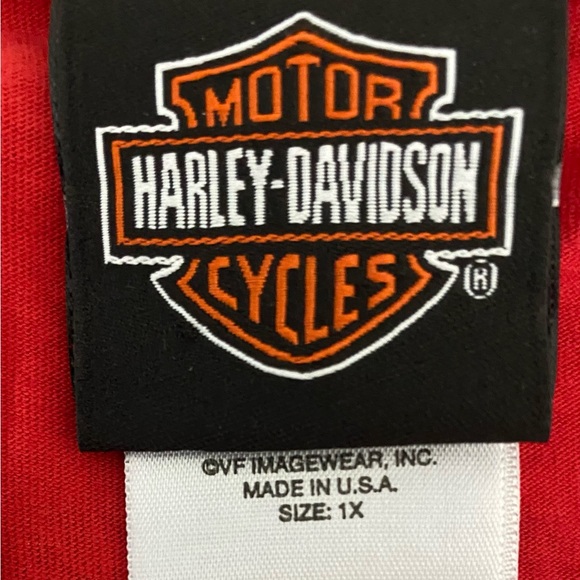 MOTOR
HARLEY-DAVIDSON
CYCLES
®
©VF IMAGEWEAR, INC.
MADE IN U.S.A.
SIZE: 1X